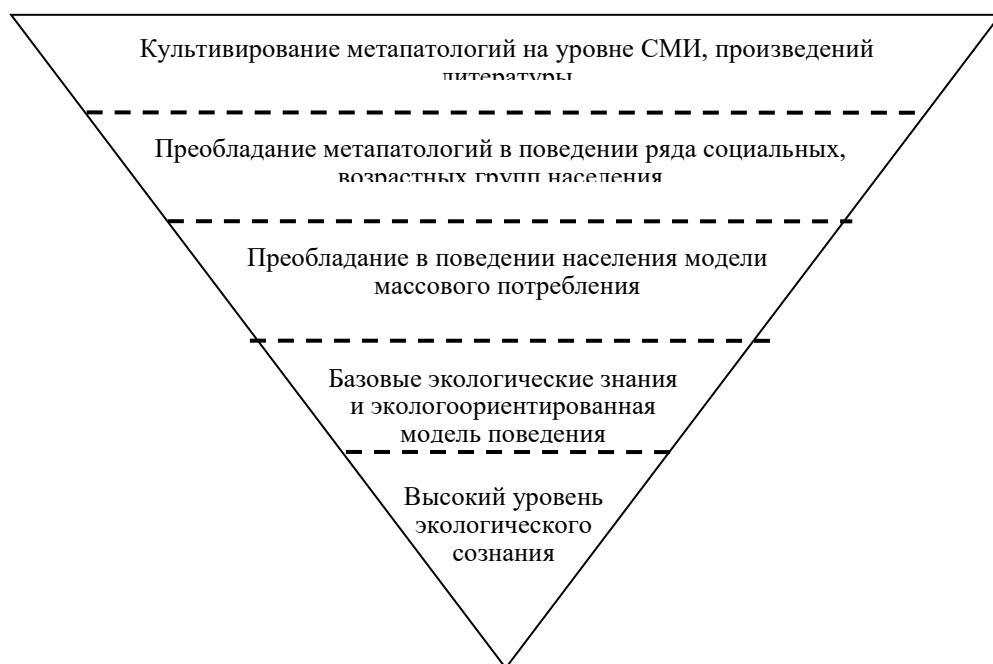 Культивирование метапатологий на уровне СМИ, произведений
литературы
Преобладание метапатологий в поведении ряда социальных,
возрастных групп населения
Преобладание в поведении населения модели
массового потребления
Базовые экологические знания
и экологоориентированная
модель поведения
Высокий уровень
экологического
сознания